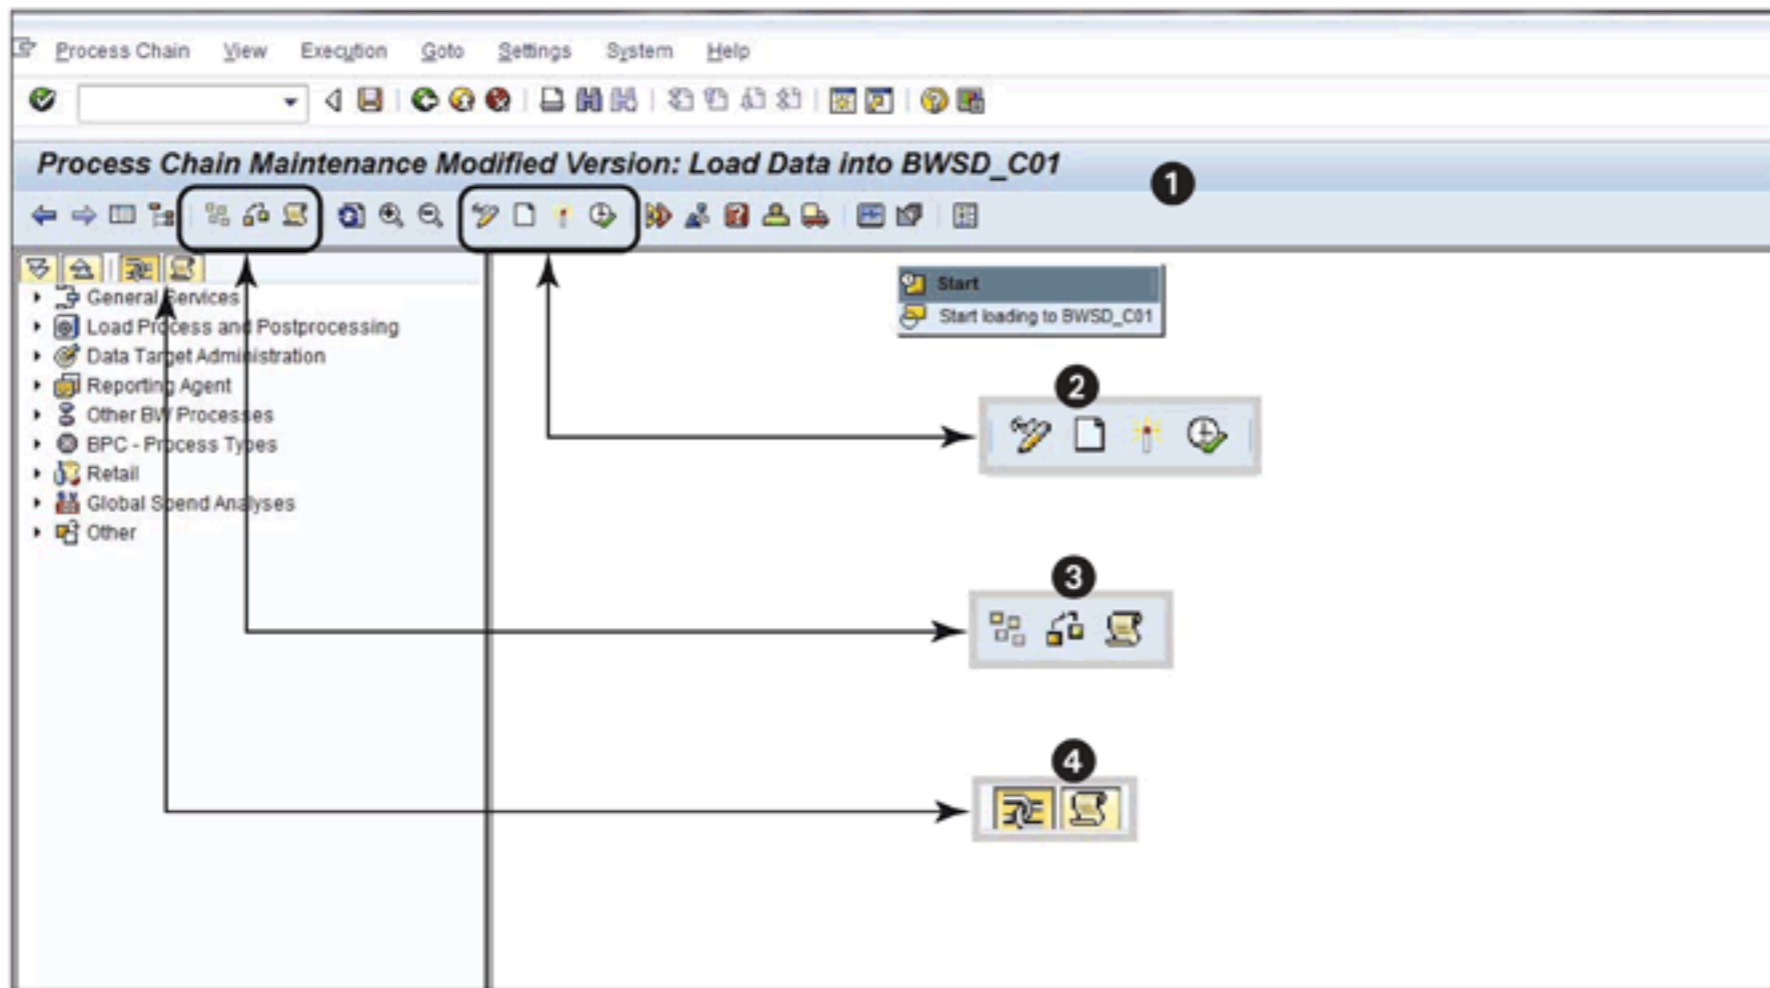 Process Chain View Execution Goto Settings System Help
Process Chain Maintenance Modified Version: Load Data into BWSD_C01
1
Start
Start loading to BWSD_C01
General Services
Load Process and Postprocessing
Data Target Administration
Reporting Agent
Other BW Processes
BPC - Process Types
Retail
Global Spend Analyses
Other
2
3
4